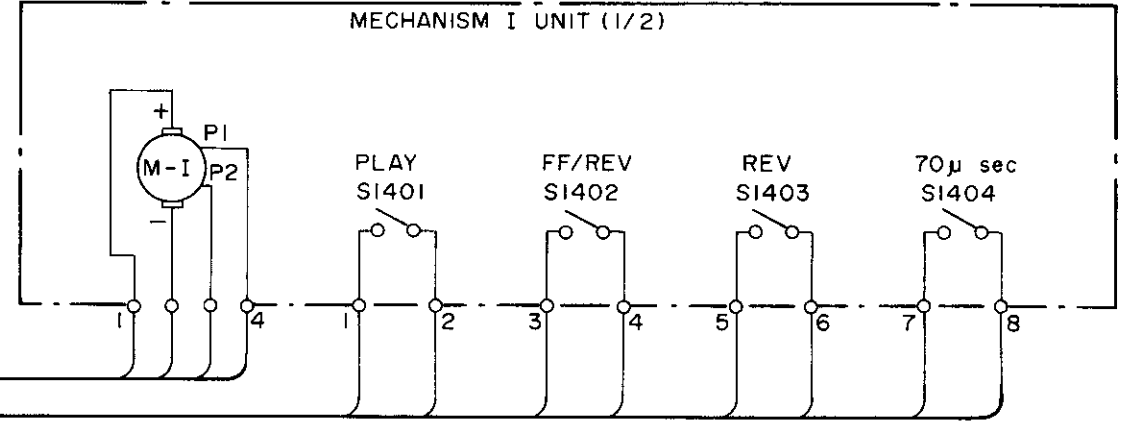 MECHANISM I UNIT (1/2)
+
P1
M-I
P2
-
PLAY
S1401
FF/REV
S1402
REV
S1403
70μ sec
S1404
1
4
1
2
3
4
5
6
7
8